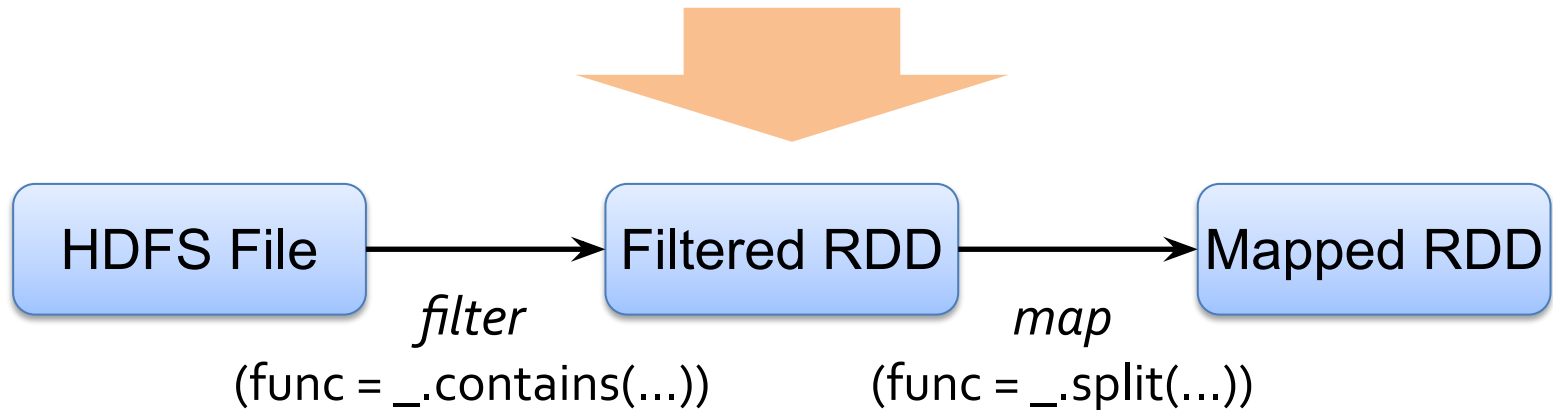 HDFS File
Filtered RDD
Mapped RDD
filter
map
(func = _.contains(...))
(func = _.split(...))